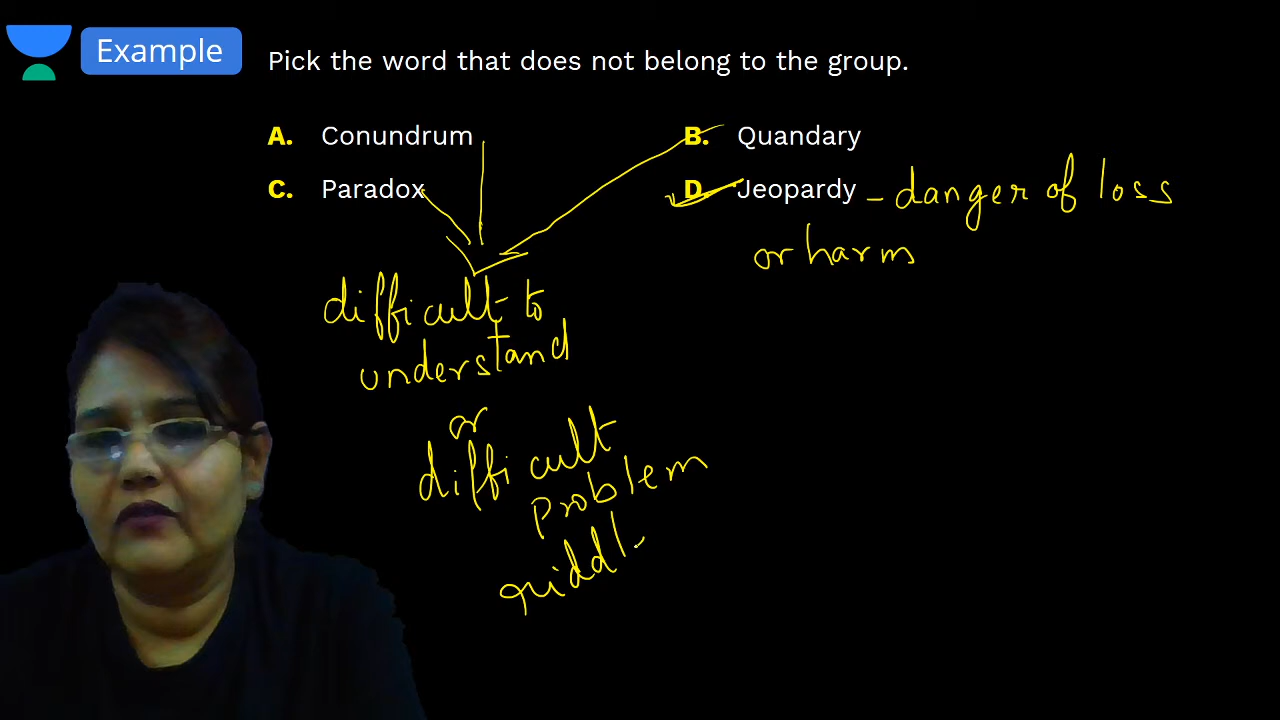 Example
Pick the word that does not belong to the group.
A. Conundrum
B. Quandary
C. Paradox
D. Jeopardy - danger of loss
or harm
difficult to
understand
or
difficult
problem
riddl